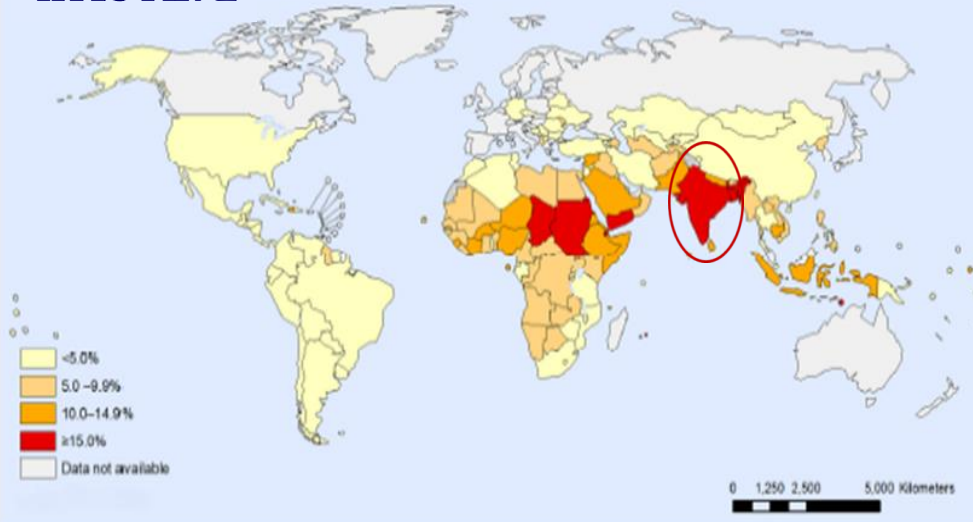 <5.0%
5.0 –9.9%
10.0–14.9%
≥15.0%
Data not available
0 1,250 2,500 5,000 Kilometers